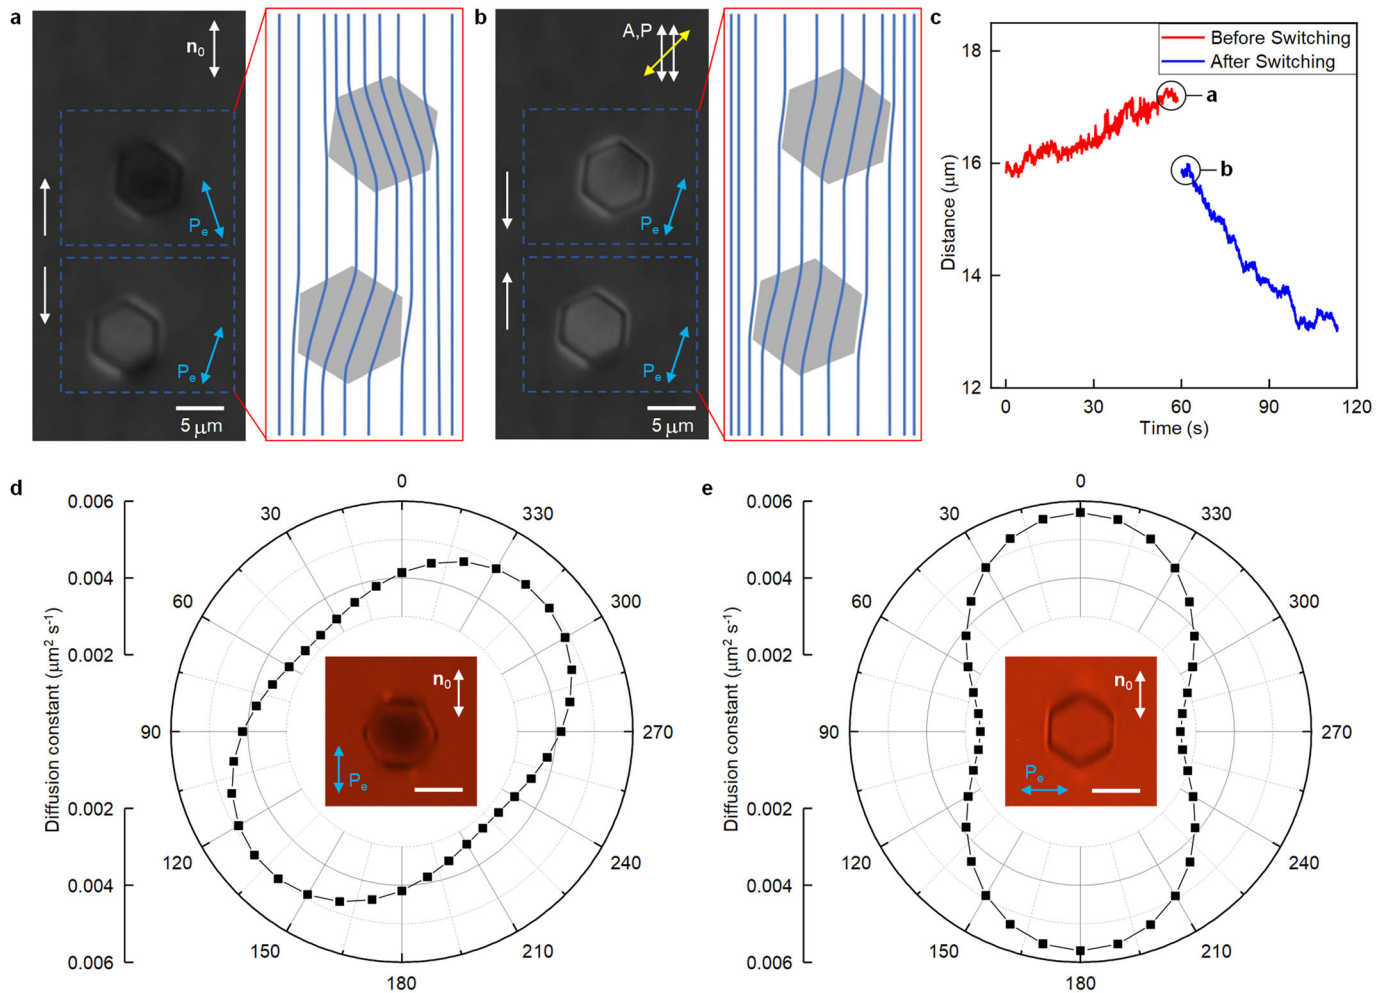 a
n0
Pe
Pe
5 μm
b
A,P
Pe
Pe
5 μm
c
Before Switching
After Switching
a
b
18
16
14
12
Distance (μm)
0 30 60 90 120
Time (s)
d
0.006
0.004
0.002
0.002
0.004
0.006
Diffusion constant (μm² s⁻¹)
0
30
330
60
300
90
270
120
240
150
210
180
n0
Pe
e
0.006
0.004
0.002
0.002
0.004
0.006
Diffusion constant (μm² s⁻¹)
0
30
330
60
300
90
270
120
240
150
210
180
n0
Pe